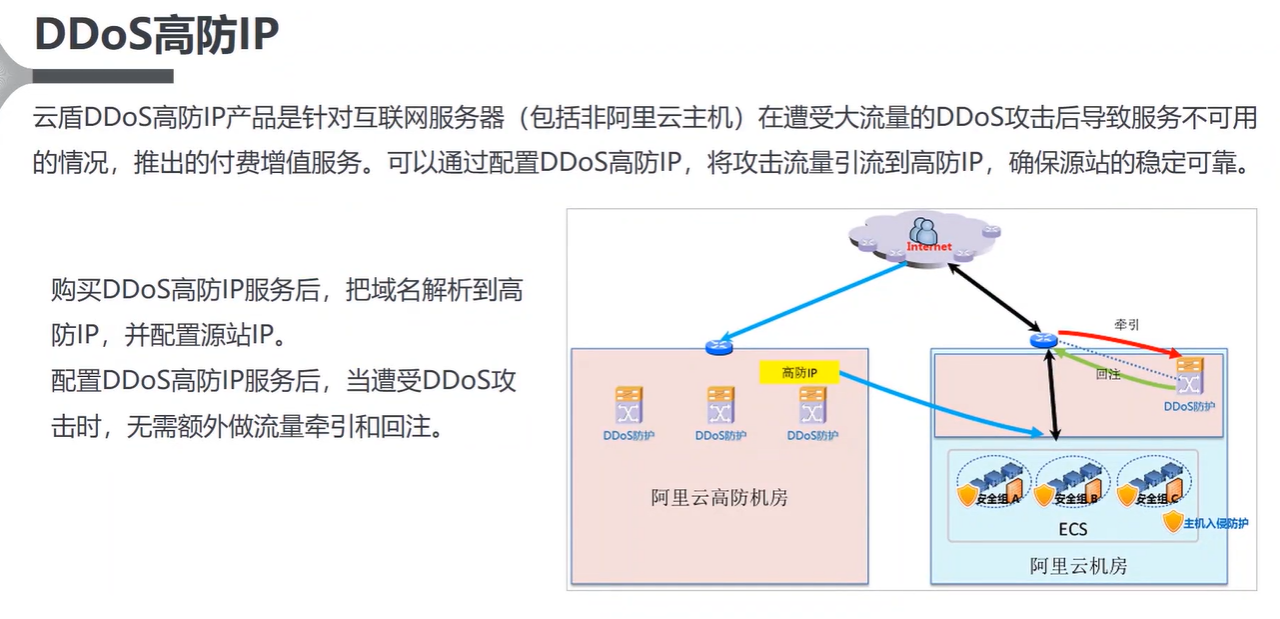 DDoS高防IP
云盾DDoS高防IP产品是针对互联网服务器（包括非阿里云主机）在遭受大流量的DDoS攻击后导致服务不可用
的情况，推出的付费增值服务。可以通过配置DDoS高防IP，将攻击流量引流到高防IP，确保源站的稳定可靠。
购买DDoS高防IP服务后，把域名解析到高
防IP，并配置源站IP。
配置DDoS高防IP服务后，当遭受DDoS攻
击时，无需额外做流量牵引和回注。
Internet
牵引
高防IP
回注
DDoS防护
DDoS防护
DDoS防护
DDoS防护
阿里云高防机房
安全组A
安全组B
安全组C
主机入侵防护
ECS
阿里云机房